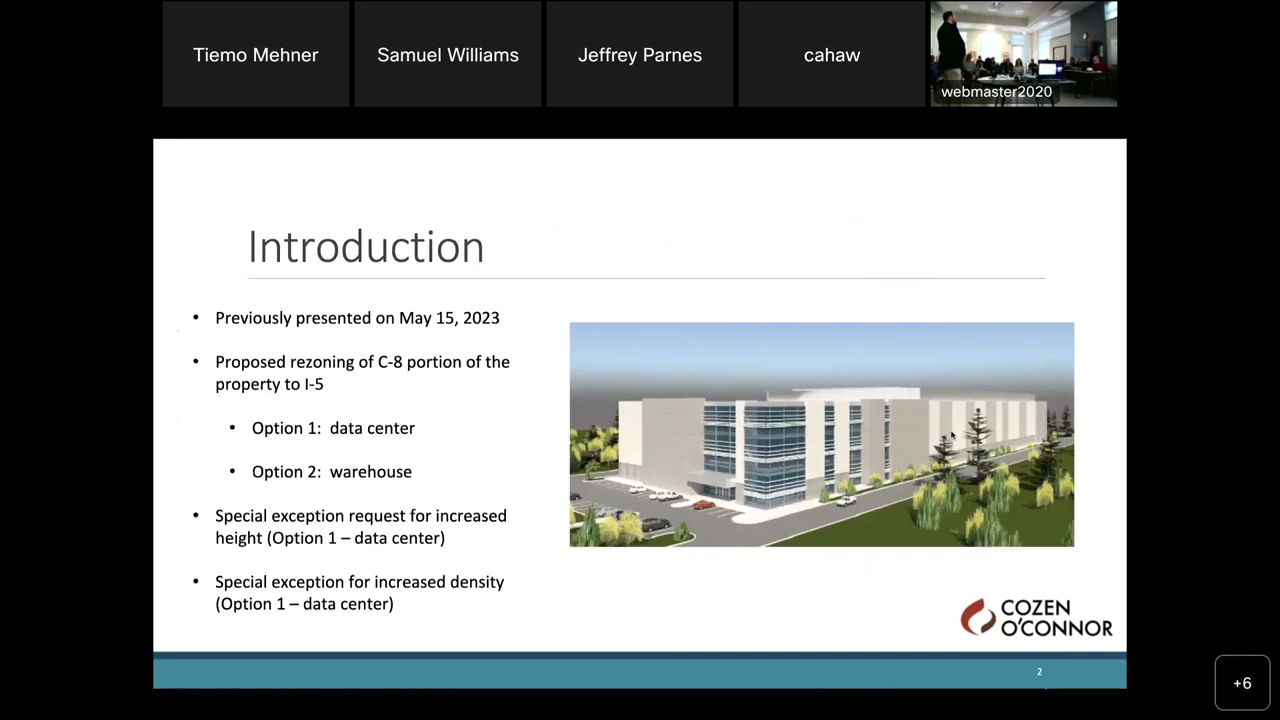 Tiemo Mehner
Samuel Williams
Jeffrey Parnes
cahaw
webmaster2020
Introduction
• Previously presented on May 15, 2023
• Proposed rezoning of C-8 portion of the
property to I-5
• Option 1: data center
• Option 2: warehouse
• Special exception request for increased
height (Option 1 – data center)
• Special exception for increased density
(Option 1 – data center)
COZEN
O'CONNOR
2
+6